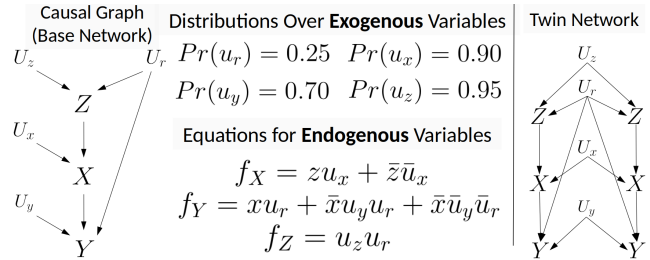 Causal Graph
(Base Network)
U_z
U_r
Z
U_x
X
U_y
Y
Distributions Over Exogenous Variables
Pr(u_r) = 0.25 Pr(u_x) = 0.90
Pr(u_y) = 0.70 Pr(u_z) = 0.95
Equations for Endogenous Variables
f_X = zu_x + z̄ū_x
f_Y = xu_r + x̄u_yu_r + x̄ū_yū_r
f_Z = u_zu_r
Twin Network
U_z
U_r
Z Z
U_x
X X
U_y
Y Y